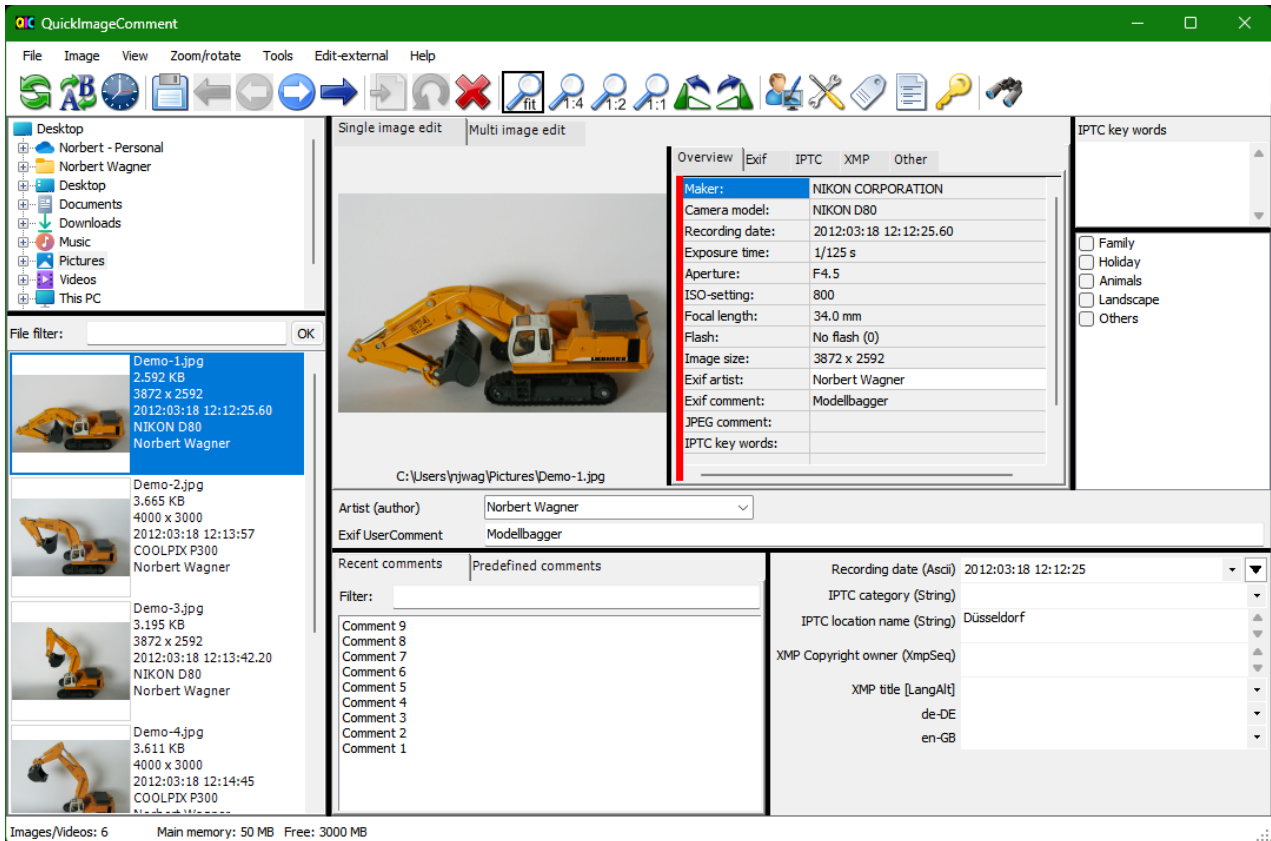 QIC QuickImageComment
File Image View Zoom/rotate Tools Edit-external Help
AB fit 1:4 1:2 1:1
Desktop
Norbert - Personal
Norbert Wagner
Desktop
Documents
Downloads
Music
Pictures
Videos
This PC
File filter: OK
Demo-1.jpg
2.592 KB
3872 x 2592
2012:03:18 12:12:25.60
NIKON D80
Norbert Wagner
Demo-2.jpg
3.665 KB
4000 x 3000
2012:03:18 12:13:57
COOLPIX P300
Norbert Wagner
Demo-3.jpg
3.195 KB
3872 x 2592
2012:03:18 12:13:42.20
NIKON D80
Norbert Wagner
Demo-4.jpg
3.611 KB
4000 x 3000
2012:03:18 12:14:45
COOLPIX P300
Norbert Wagner
Single image edit Multi image edit
LIEBHERR
C:\Users\njwag\Pictures\Demo-1.jpg
Overview Exif IPTC XMP Other
Maker: NIKON CORPORATION
Camera model: NIKON D80
Recording date: 2012:03:18 12:12:25.60
Exposure time: 1/125 s
Aperture: F4.5
ISO-setting: 800
Focal length: 34.0 mm
Flash: No flash (0)
Image size: 3872 x 2592
Exif artist: Norbert Wagner
Exif comment: Modellbagger
JPEG comment:
IPTC key words:
IPTC key words
Family
Holiday
Animals
Landscape
Others
Artist (author) Norbert Wagner
Exif UserComment Modellbagger
Recent comments Predefined comments
Filter:
Comment 9
Comment 8
Comment 7
Comment 6
Comment 5
Comment 4
Comment 3
Comment 2
Comment 1
Recording date (Ascii) 2012:03:18 12:12:25
IPTC category (String)
IPTC location name (String) Düsseldorf
XMP Copyright owner (XmpSeq)
XMP title [LangAlt]
de-DE
en-GB
Images/Videos: 6 Main memory: 50 MB Free: 3000 MB